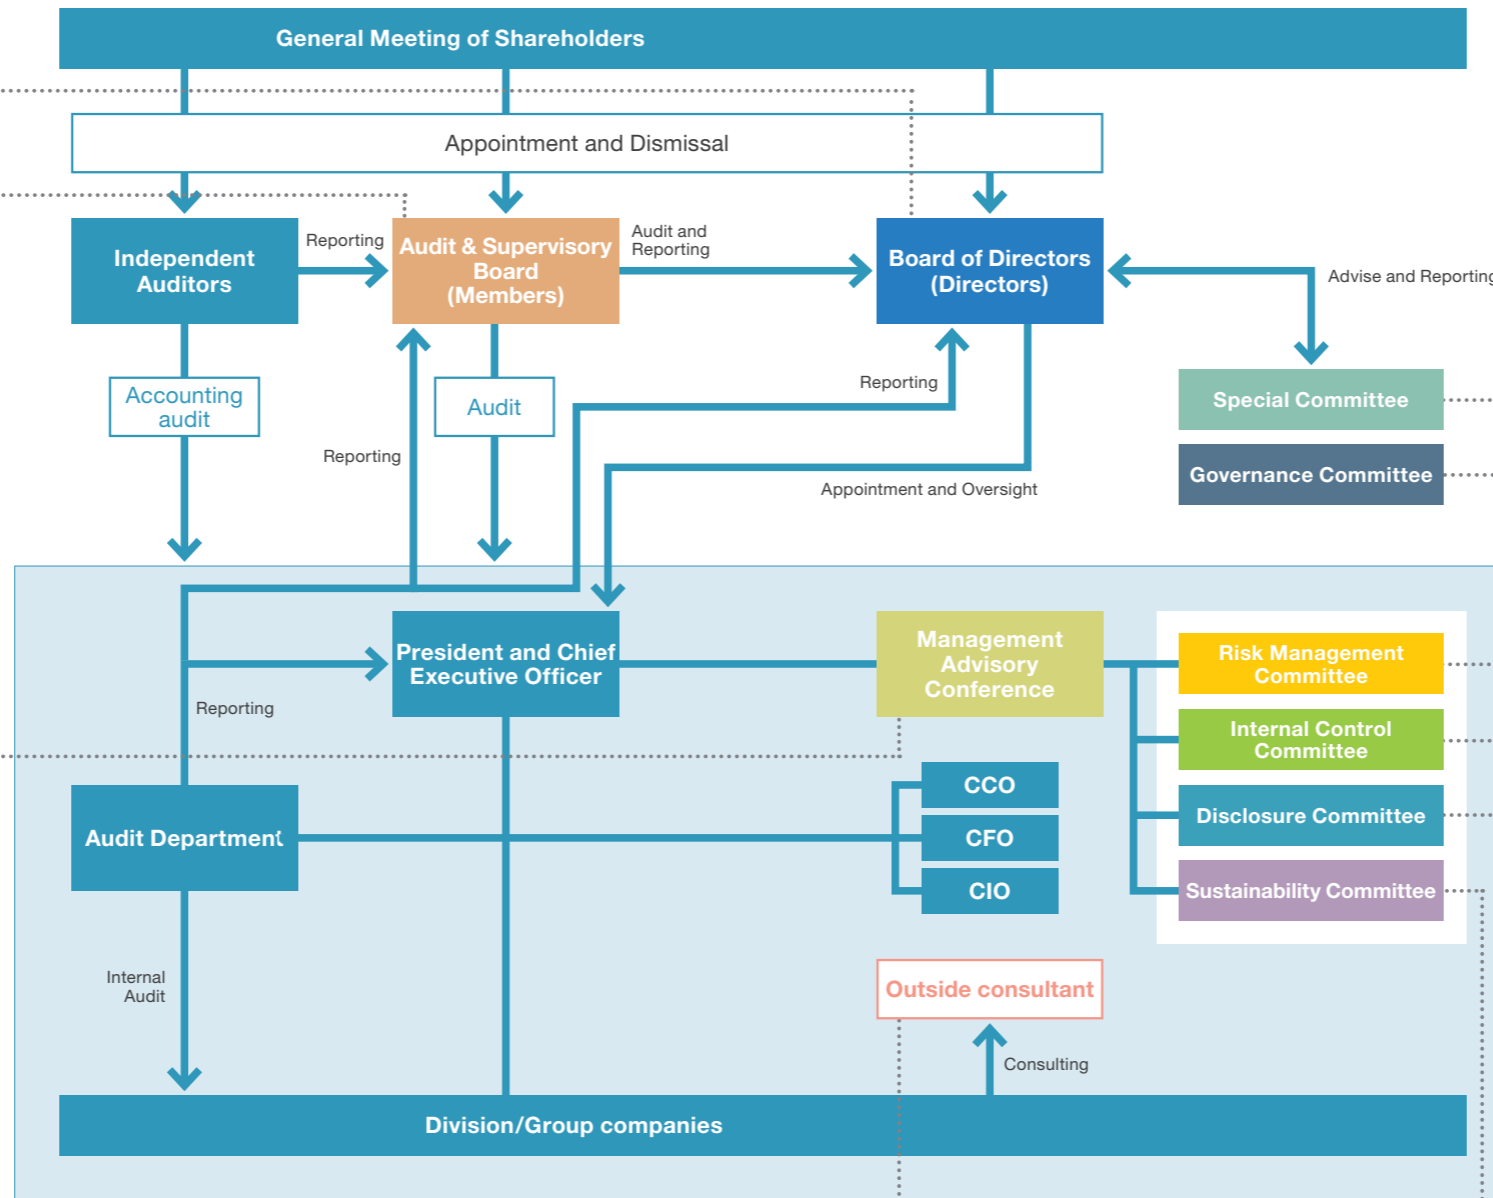 General Meeting of Shareholders
Appointment and Dismissal
Independent
Auditors
Reporting
Audit & Supervisory
Board
(Members)
Audit and
Reporting
Board of Directors
(Directors)
Advise and Reporting
Accounting
audit
Audit
Reporting
Reporting
Appointment and Oversight
Special Committee
Governance Committee
President and Chief
Executive Officer
Management
Advisory
Conference
Risk Management
Committee
Reporting
Internal Control
Committee
CCO
Audit Department
CFO
Disclosure Committee
CIO
Sustainability Committee
Internal
Audit
Outside consultant
Consulting
Division/Group companies